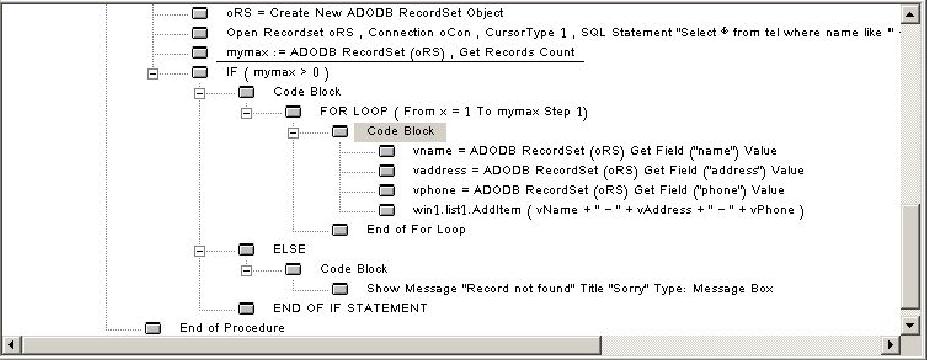 oRS = Create New ADODB RecordSet Object
Open Recordset oRS , Connection oCon , CursorType 1 , SQL Statement "Select * from tel where name like '" -
mymax := ADODB RecordSet (oRS) , Get Records Count
IF ( mymax > 0 )
Code Block
FOR LOOP ( From x = 1 To mymax Step 1)
Code Block
vname = ADODB RecordSet (oRS) Get Field ("name") Value
vaddress = ADODB RecordSet (oRS) Get Field ("address") Value
vphone = ADODB RecordSet (oRS) Get Field ("phone") Value
win1.list1.AddItem ( vName + " - " + vAddress + " - " + vPhone )
End of For Loop
ELSE
Code Block
Show Message "Record not found" Title "Sorry" Type: Message Box
END OF IF STATEMENT
End of Procedure